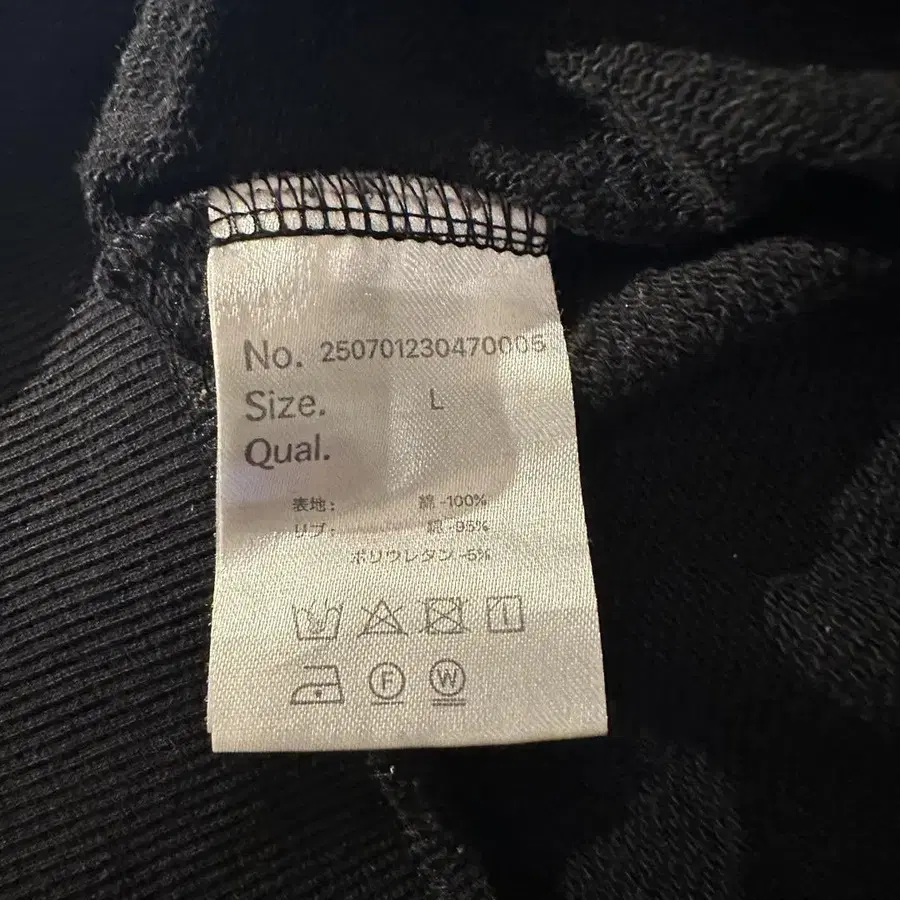 No. 250701230470005
Size. L
Qual.
表地: 綿-100%
リブ: 綿-95%
ポリウレタン-5%
F W